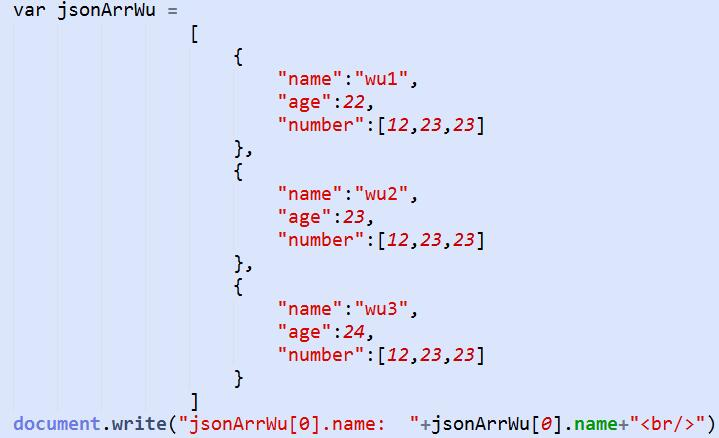 var jsonArrWu =
[
{
"name":"wu1",
"age":22,
"number":[12,23,23]
},
{
"name":"wu2",
"age":23,
"number":[12,23,23]
},
{
"name":"wu3",
"age":24,
"number":[12,23,23]
}
]
document.write("jsonArrWu[0].name:  "+jsonArrWu[0].name+"<br/>")